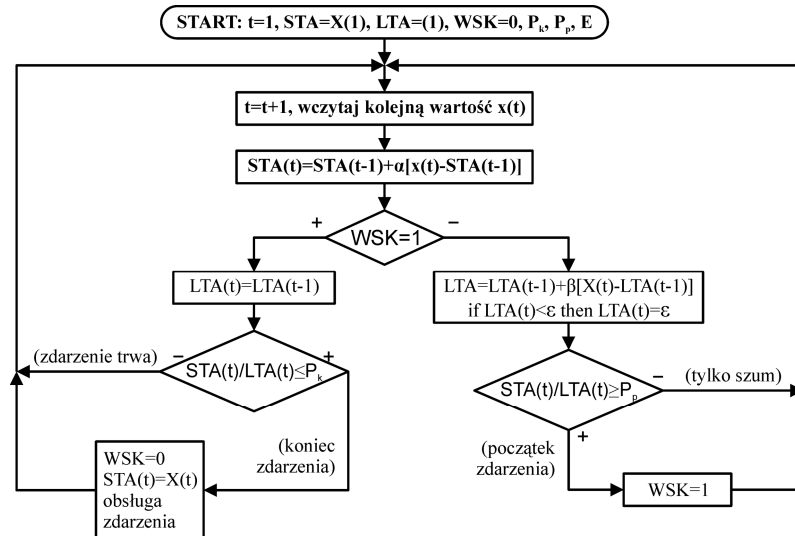 START: t=1, STA=X(1), LTA=(1), WSK=0, Pk, Pp, E
t=t+1, wczytaj kolejną wartość x(t)
STA(t)=STA(t-1)+α[x(t)-STA(t-1)]
+
WSK=1
–
LTA(t)=LTA(t-1)
LTA=LTA(t-1)+β[X(t)-LTA(t-1)]
if LTA(t)<ε then LTA(t)=ε
(zdarzenie trwa)
–
STA(t)/LTA(t)≤Pk
+
STA(t)/LTA(t)≥Pp
–
(tylko szum)
(koniec
zdarzenia)
+
(początek
zdarzenia)
WSK=0
STA(t)=X(t)
obsługa
zdarzenia
WSK=1